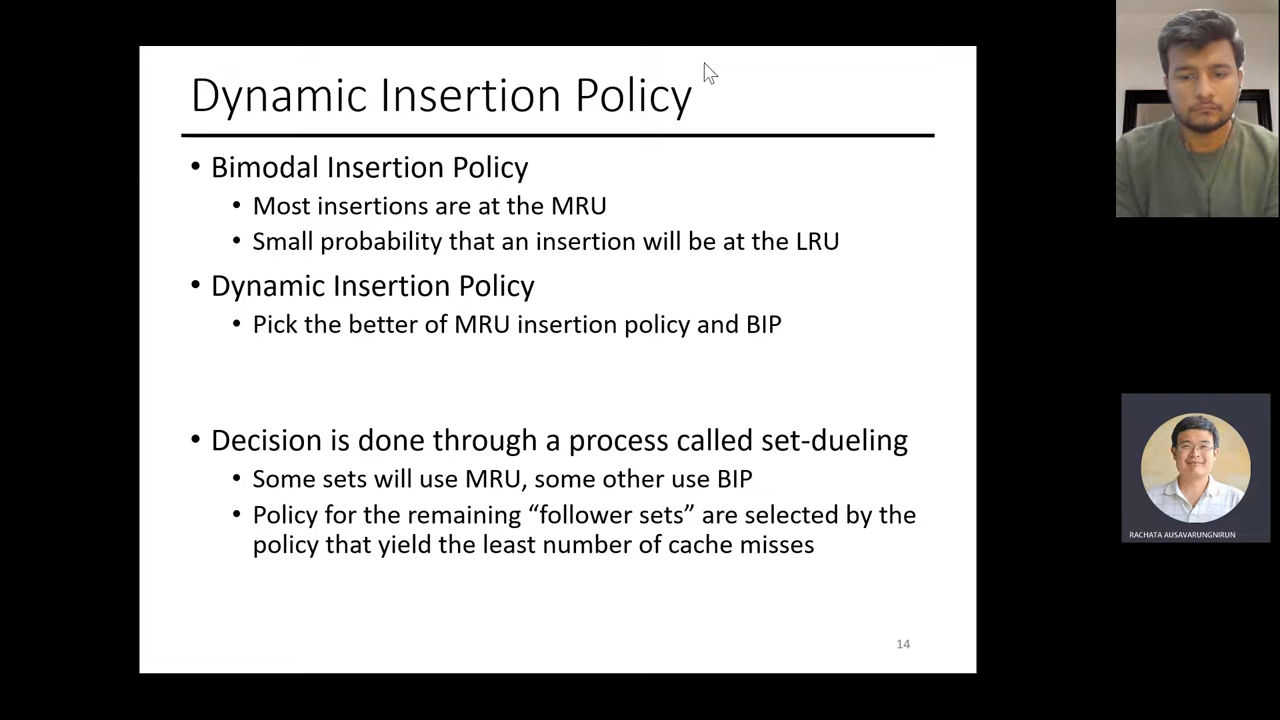 Dynamic Insertion Policy
• Bimodal Insertion Policy
• Most insertions are at the MRU
• Small probability that an insertion will be at the LRU
• Dynamic Insertion Policy
• Pick the better of MRU insertion policy and BIP
• Decision is done through a process called set-dueling
• Some sets will use MRU, some other use BIP
• Policy for the remaining “follower sets” are selected by the
policy that yield the least number of cache misses
14
RACHATA AUSAVARUNGNIRUN